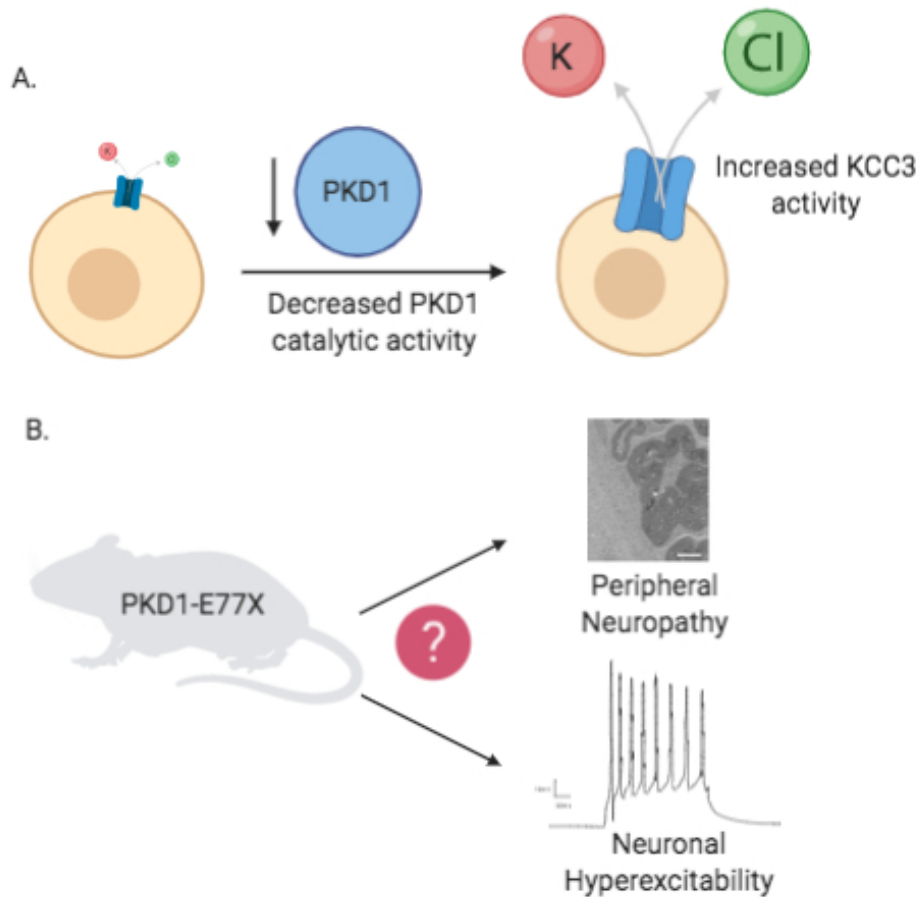 A.
K
Cl
K
PKD1
Increased KCC3
activity
Decreased PKD1
catalytic activity
B.
PKD1-E77X
?
Peripheral
Neuropathy
Neuronal
Hyperexcitability